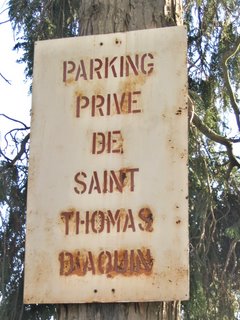 PARKING
PRIVE
DE
SAINT
THOMAS
D'AQUIN